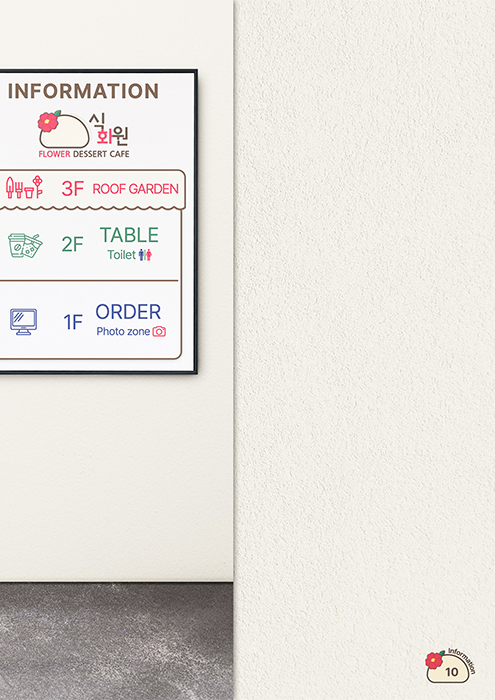 INFORMATION
식
화원
FLOWER DESSERT CAFE
3F ROOF GARDEN
2F TABLE
Toilet
1F ORDER
Photo zone
Information
10